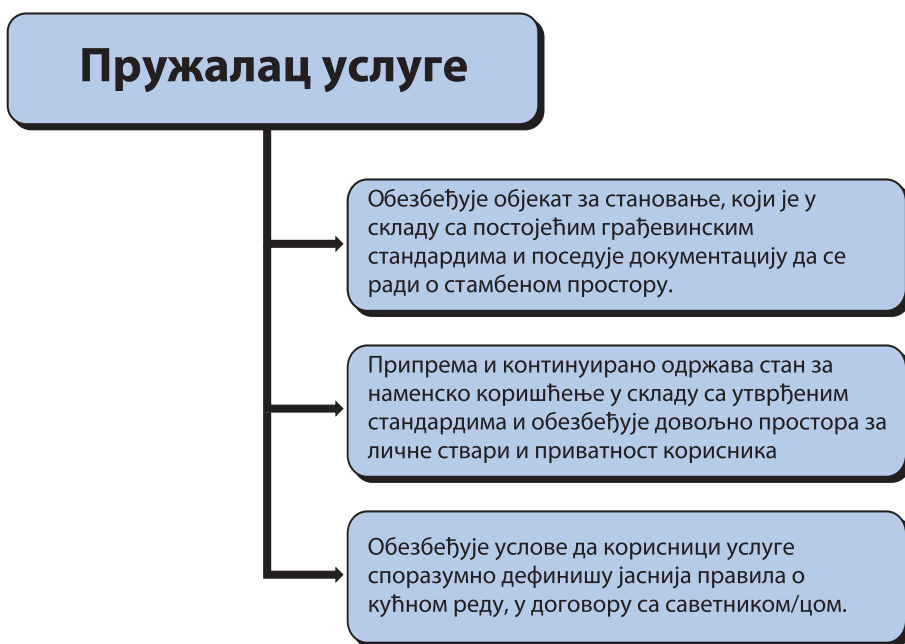 Пружалац услуге
Обезбеђује објекат за становање, који је у
складу са постојећим грађевинским
стандардима и поседује документацију да се
ради о стамбеном простору.
Припрема и континуирано одржава стан за
наменско коришћење у складу са утврђеним
стандардима и обезбеђује довољно простора за
личне ствари и приватност корисника
Обезбеђује услове да корисници услуге
споразумно дефинишу јаснија правила о
кућном реду, у договору са саветником/цом.